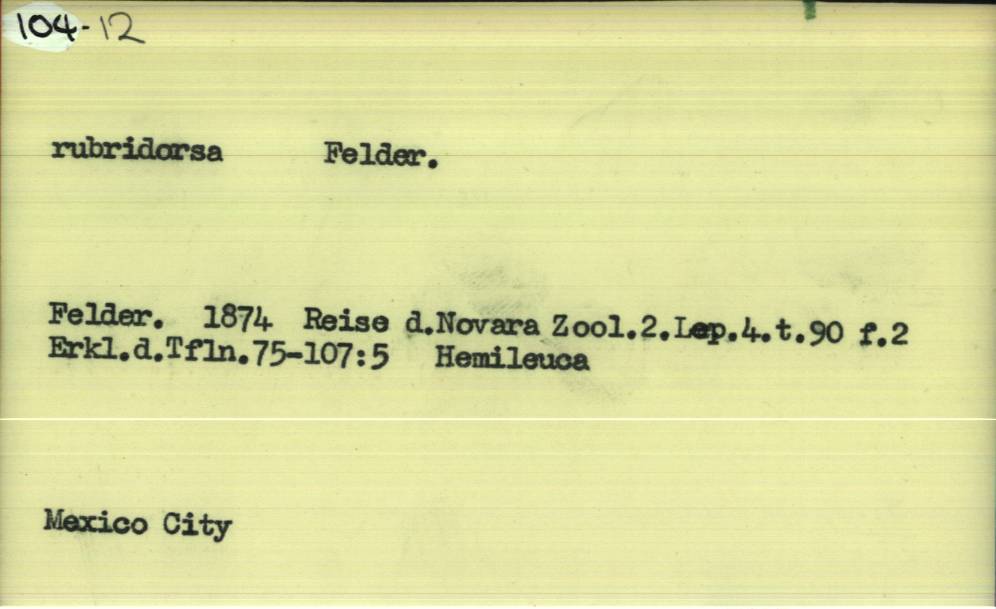 104-12
rubridorsa Felder.
Felder. 1874 Reise d.Novara Zool.2.Lep.4.t.90 f.2
Erkl.d.Tfln.75-107:5 Hemileuca
Mexico City